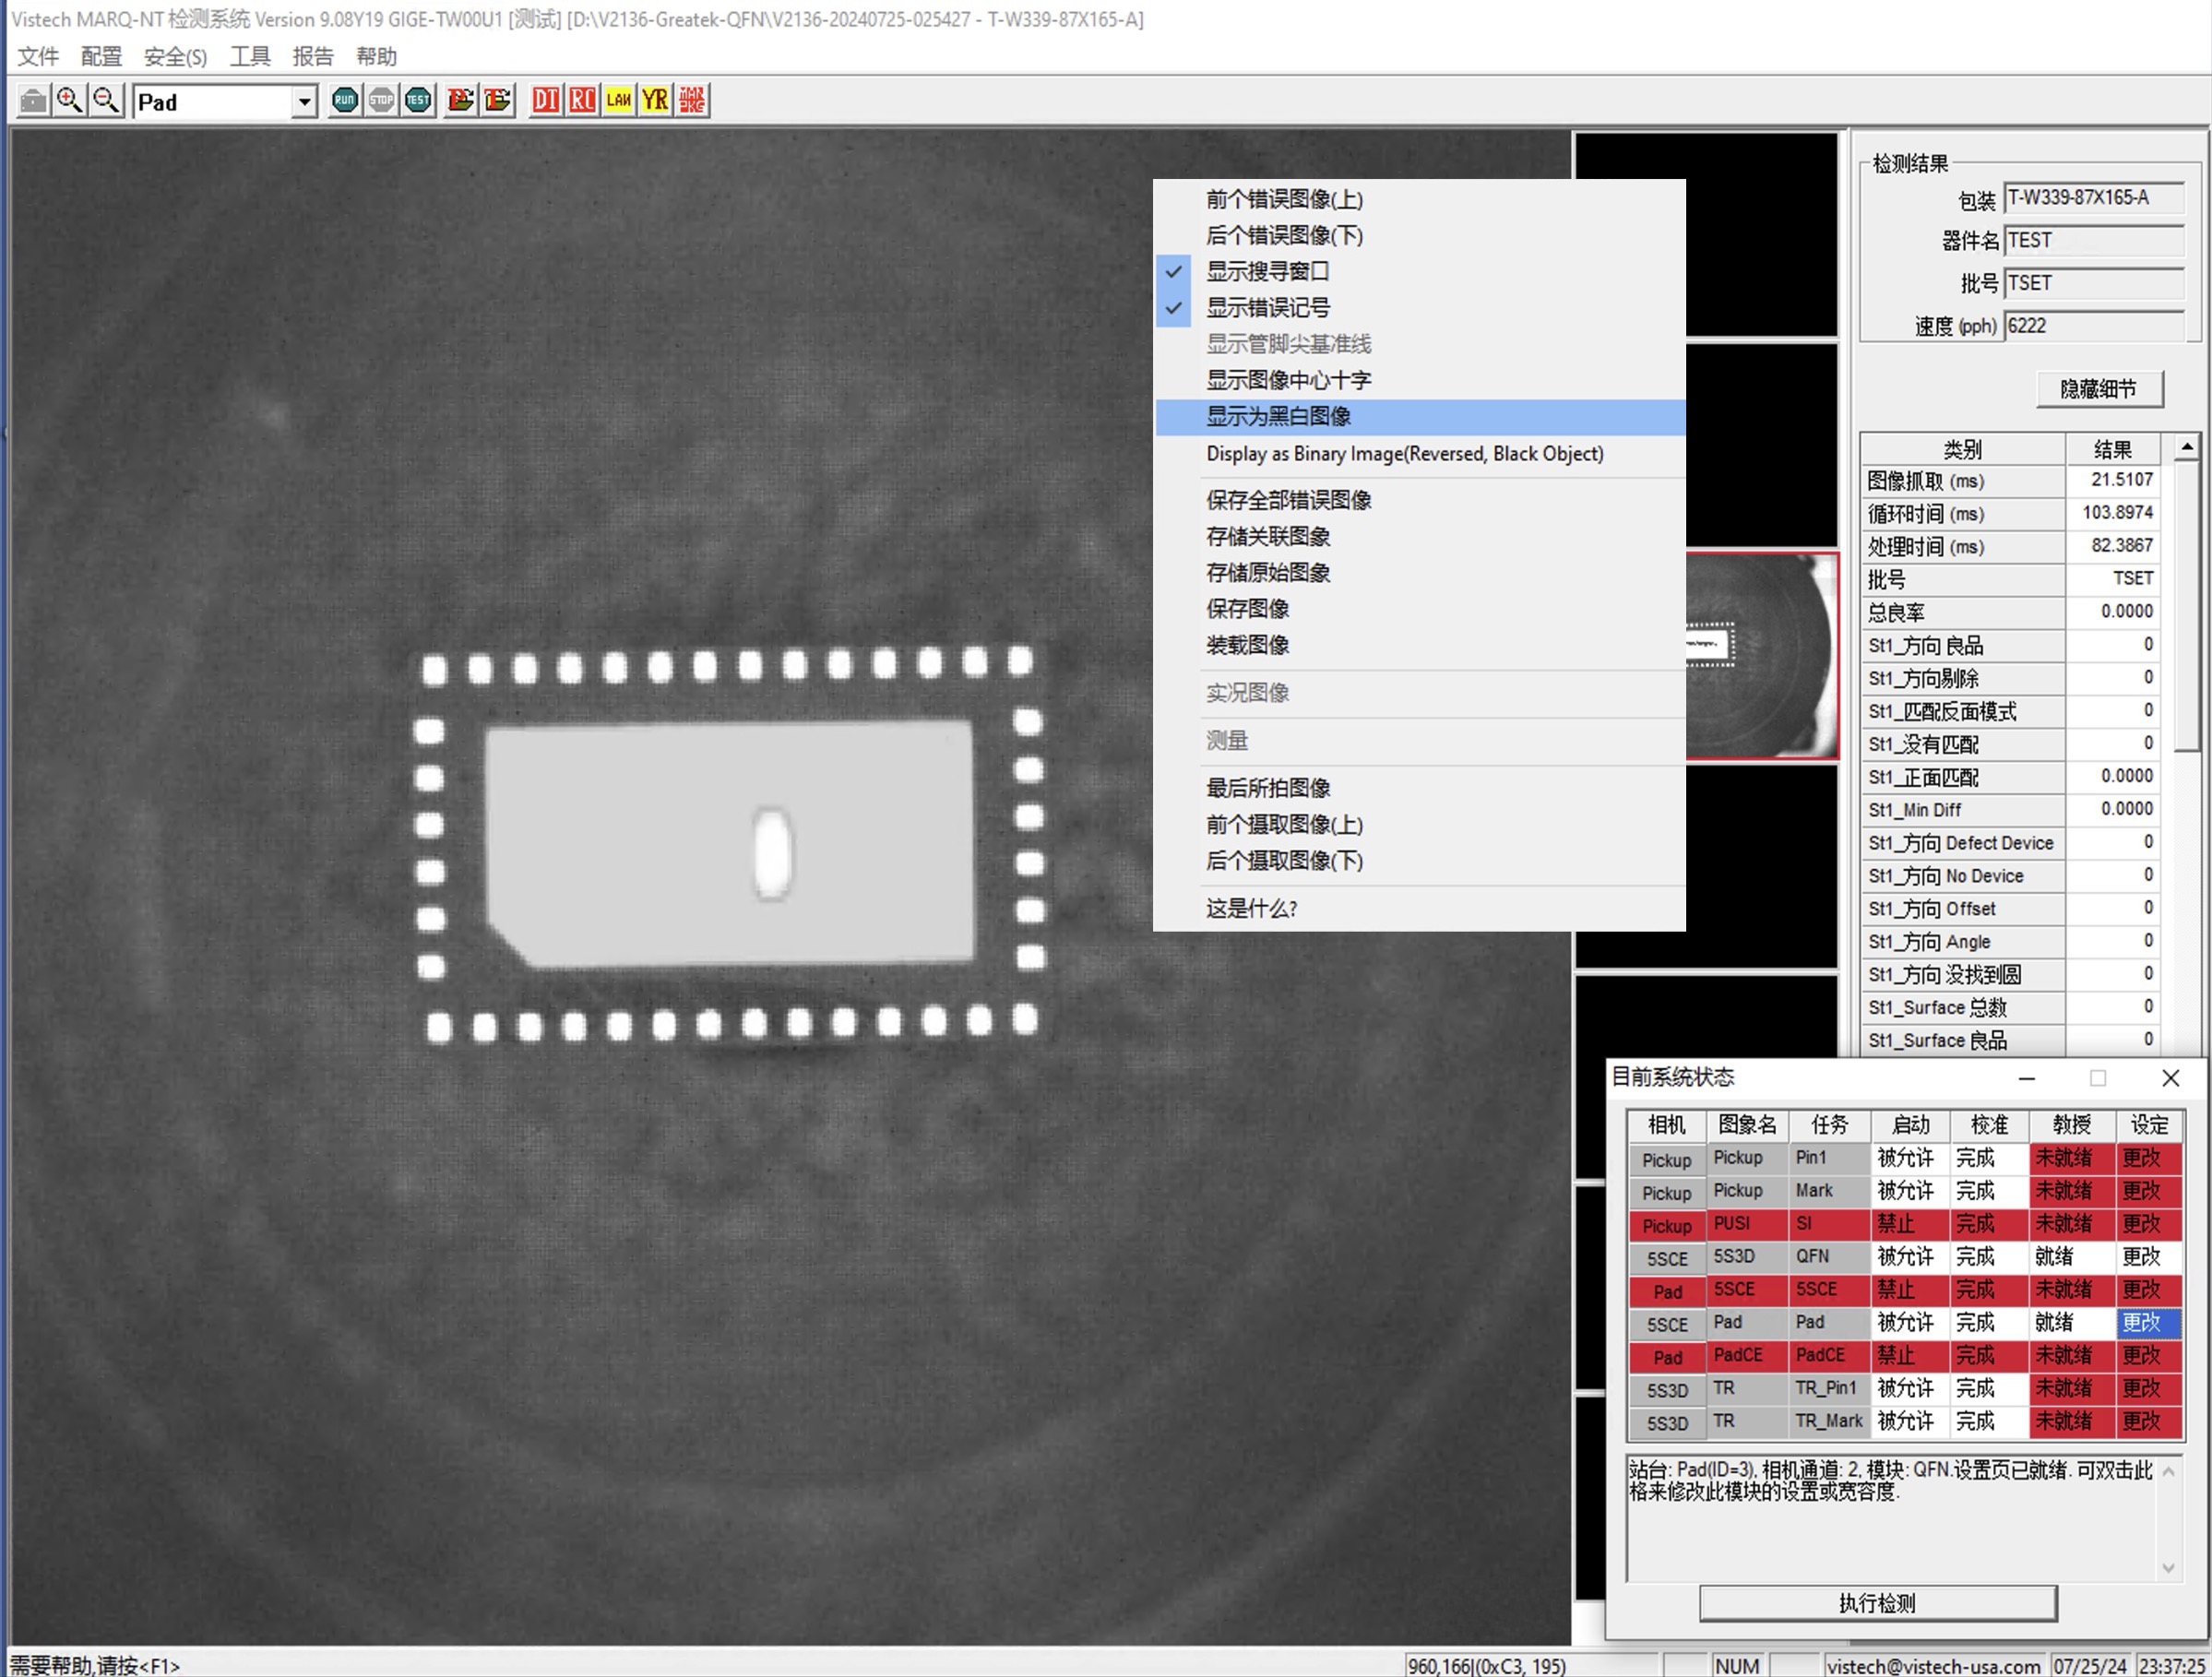 Vistech MARQ-NT 检测系统 Version 9.08Y19 GIGE-TW00U1 [测试] [D:\V2136-Greatek-QFN\V2136-20240725-025427 - T-W339-87X165-A]
文件 配置 安全(S) 工具 报告 帮助
Pad RUN STOP TEST DT RC LAN YR
前个错误图像(上)
后个错误图像(下)
显示搜寻窗口
显示错误记号
显示管脚尖基准线
显示图像中心十字
显示为黑白图像
Display as Binary Image(Reversed, Black Object)
保存全部错误图像
存储关联图象
存储原始图象
保存图像
装载图像
实况图像
测量
最后所拍图像
前个摄取图像(上)
后个摄取图像(下)
这是什么?
检测结果
包装 T-W339-87X165-A
器件名 TEST
批号 TSET
速度 (pph) 6222
隐藏细节
类别 结果
图像抓取 (ms) 21.5107
循环时间 (ms) 103.8974
处理时间 (ms) 82.3867
批号 TSET
总良率 0.0000
St1_方向 良品 0
St1_方向剔除 0
St1_匹配反面模式 0
St1_没有匹配 0
St1_正面匹配 0.0000
St1_Min Diff 0.0000
St1_方向 Defect Device 0
St1_方向 No Device 0
St1_方向 Offset 0
St1_方向 Angle 0
St1_方向 没找到圆 0
St1_Surface 总数 0
St1_Surface 良品 0
目前系统状态
相机 图象名 任务 启动 校准 教授 设定
Pickup Pickup Pin1 被允许 完成 未就绪 更改
Pickup Pickup Mark 被允许 完成 未就绪 更改
Pickup PUSI SI 禁止 完成 未就绪 更改
5SCE 5S3D QFN 被允许 完成 就绪 更改
Pad 5SCE 5SCE 禁止 完成 未就绪 更改
5SCE Pad Pad 被允许 完成 就绪 更改
Pad PadCE PadCE 禁止 完成 未就绪 更改
5S3D TR TR_Pin1 被允许 完成 未就绪 更改
5S3D TR TR_Mark 被允许 完成 未就绪 更改
站台: Pad(ID=3), 相机通道: 2, 模块: QFN.设置页已就绪. 可双击此
格来修改此模块的设置或宽容度.
执行检测
需要帮助,请按<F1> 960,166|(0xC3, 195) NUM vistech@vistech-usa.com 07/25/24 23:37:25